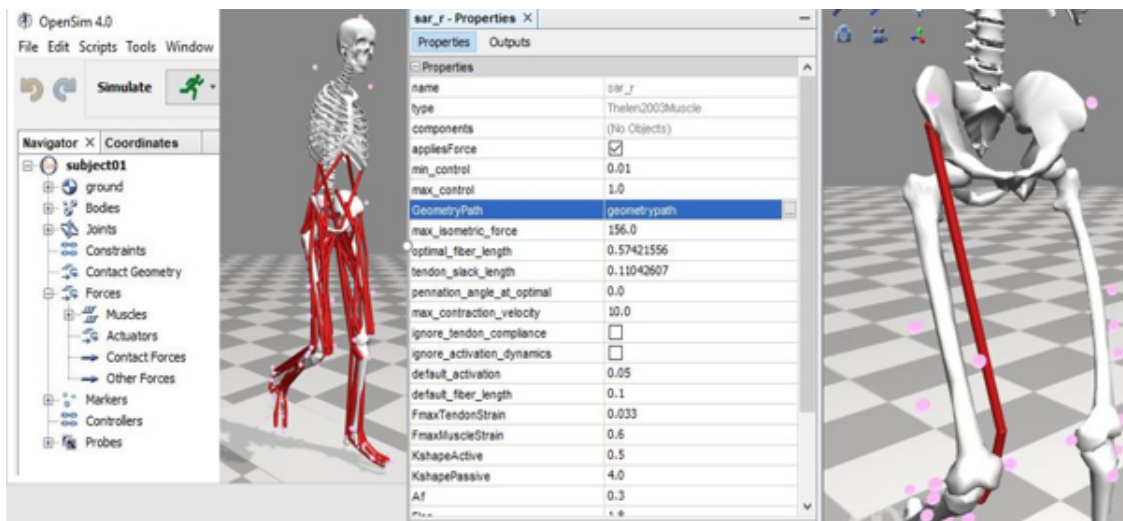 OpenSim 4.0
File Edit Scripts Tools Window
Simulate
Navigator × Coordinates
subject01
ground
Bodies
Joints
Constraints
Contact Geometry
Forces
Muscles
Actuators
Contact Forces
Other Forces
Markers
Controllers
Probes
sar_r - Properties ×
Properties Outputs
Properties
name sar_r
type Thelen2003Muscle
components (No Objects)
appliesForce
min_control 0.01
max_control 1.0
GeometryPath geometrypath ...
max_isometric_force 156.0
optimal_fiber_length 0.57421556
tendon_slack_length 0.11042607
pennation_angle_at_optimal 0.0
max_contraction_velocity 10.0
ignore_tendon_compliance
ignore_activation_dynamics
default_activation 0.05
default_fiber_length 0.1
FmaxTendonStrain 0.033
FmaxMuscleStrain 0.6
KshapeActive 0.5
KshapePassive 4.0
Af 0.3